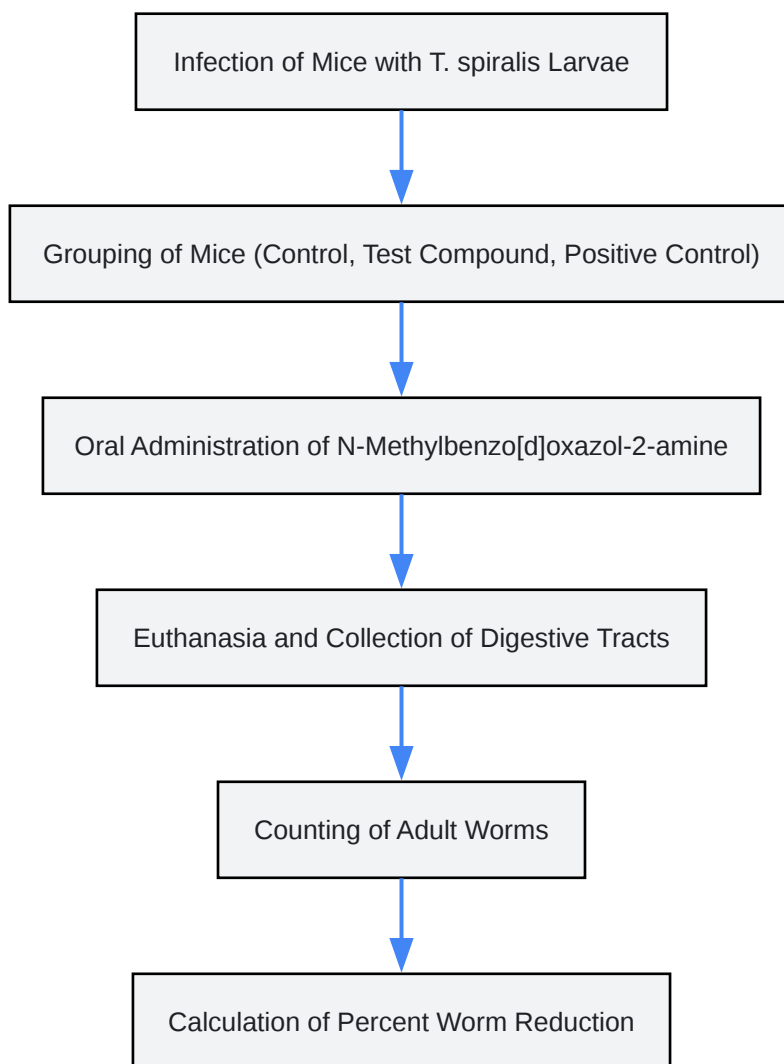 Infection of Mice with T. spiralis Larvae
Grouping of Mice (Control, Test Compound, Positive Control)
Oral Administration of N-Methylbenzo[d]oxazol-2-amine
Euthanasia and Collection of Digestive Tracts
Counting of Adult Worms
Calculation of Percent Worm Reduction